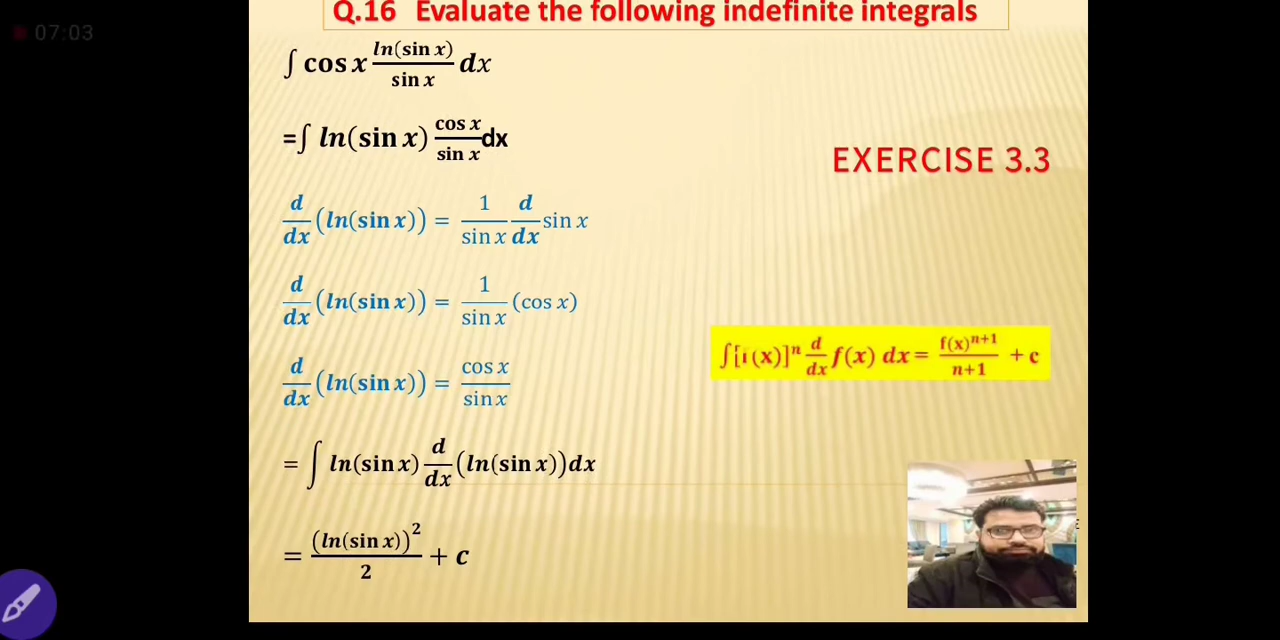 07:03
Q.16 Evaluate the following indefinite integrals
∫ cos x ln(sin x)/sin x dx
=∫ ln(sin x) cos x/sin x dx
EXERCISE 3.3
d/dx (ln(sin x)) = 1/sin x d/dx sin x
d/dx (ln(sin x)) = 1/sin x (cos x)
∫[f(x)]ⁿ d/dx f(x) dx = f(x)ⁿ⁺¹/n+1 + c
d/dx (ln(sin x)) = cos x/sin x
= ∫ ln(sin x) d/dx (ln(sin x))dx
= (ln(sin x))²/2 + c